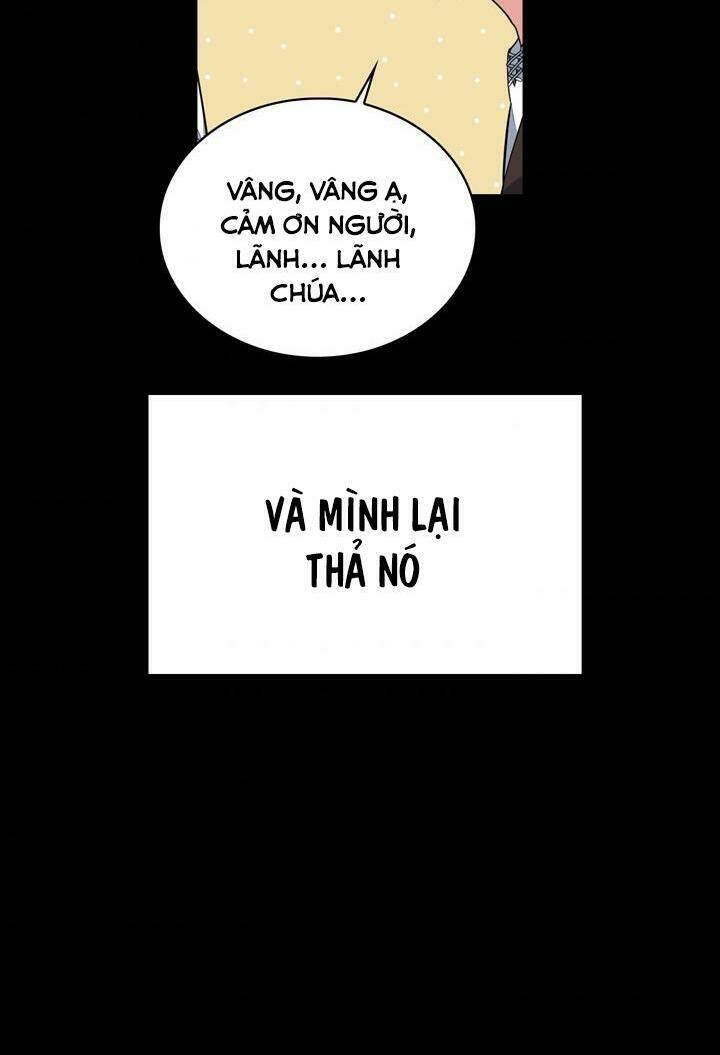 VÂNG, VÂNG Ạ,
CẢM ƠN NGƯỜI,
LÃNH... LÃNH
CHÚA...
VÀ MÌNH LẠI
THẢ NÓ